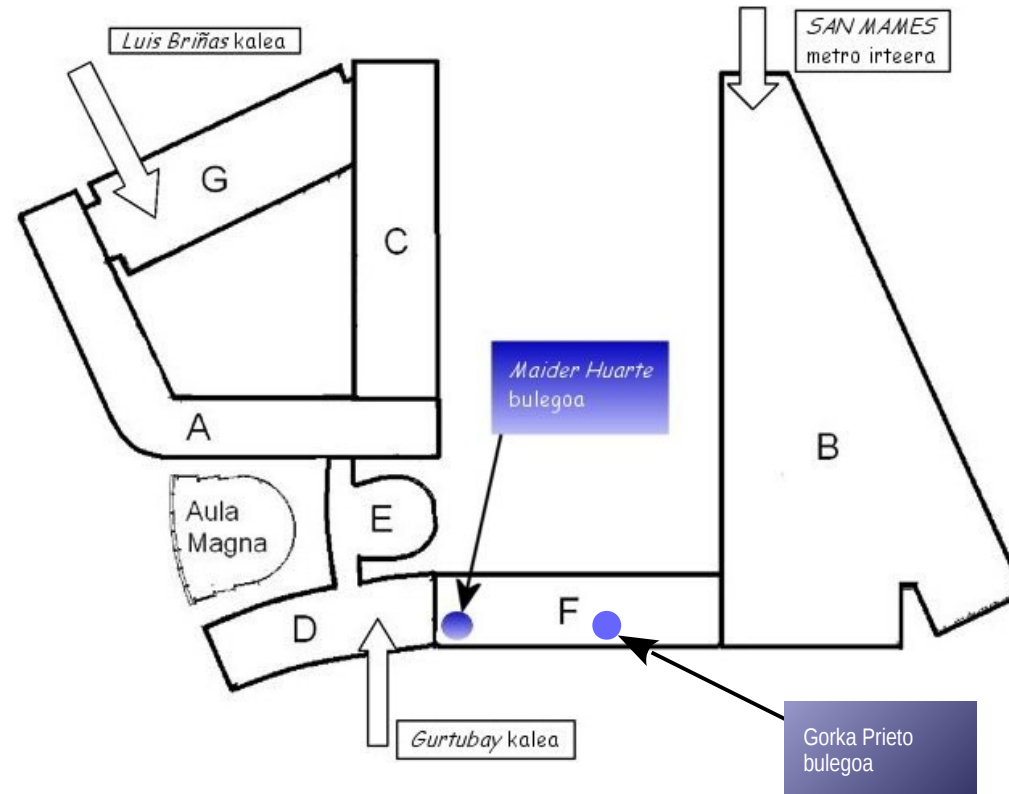 Luis Briñas kalea
SAN MAMES
metro irteera
G
C
Maider Huarte
bulegoa
A
B
Aula
Magna
E
D
F
Gurtubay kalea
Gorka Prieto
bulegoa